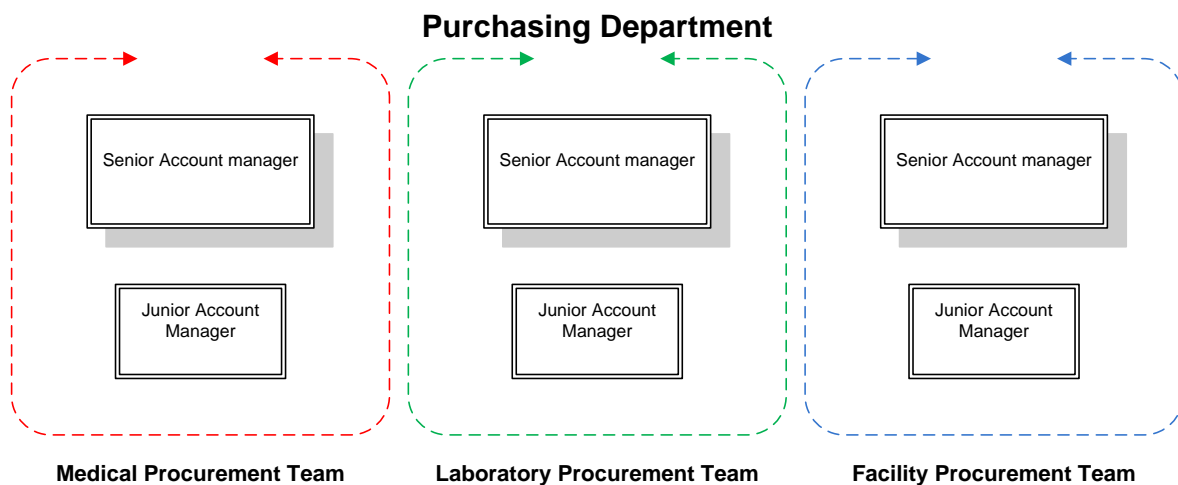 Purchasing Department
Senior Account manager
Senior Account manager
Senior Account manager
Junior Account
Manager
Junior Account
Manager
Junior Account
Manager
Medical Procurement Team
Laboratory Procurement Team
Facility Procurement Team